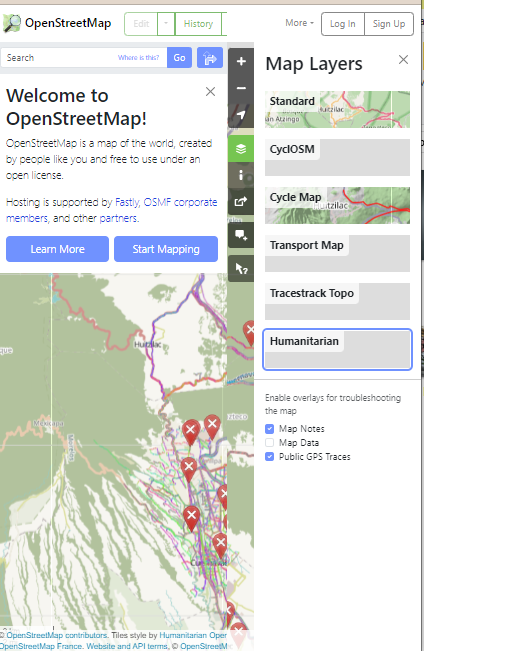 OpenStreetMap
Edit
History
More
Log In
Sign Up
Search
Where is this?
Go
Welcome to
OpenStreetMap!
OpenStreetMap is a map of the world, created
by people like you and free to use under an
open license.
Hosting is supported by Fastly, OSMF corporate
members, and other partners.
Learn More
Start Mapping
Huitzilac
Mexicapa
Map Layers
Standard
CyclOSM
Cycle Map
Transport Map
Tracestrack Topo
Humanitarian
Enable overlays for troubleshooting
the map
Map Notes
Map Data
Public GPS Traces
© OpenStreetMap contributors. Tiles style by Humanitarian Oper
OpenStreetMap France. Website and API terms, © OpenStreetM